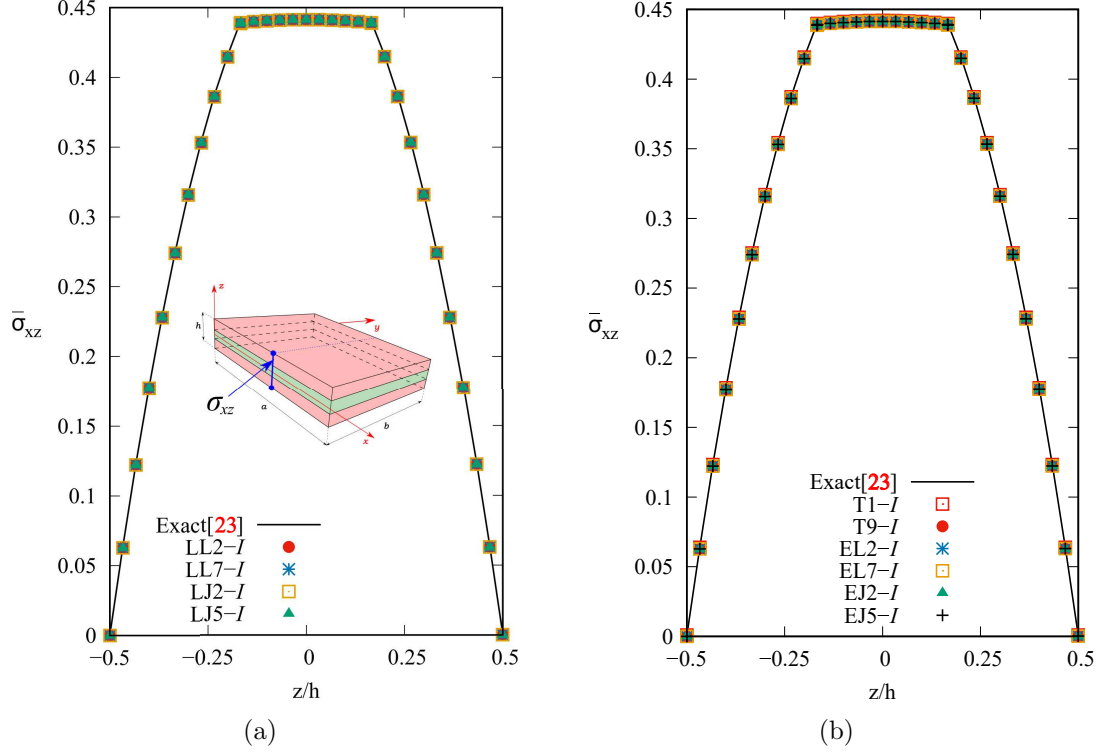 0.45
0.4
0.35
0.3
0.25
0.2
0.15
0.1
0.05
0
σ̄xz
z
h
y
σxz
a
b
x
Exact[23]
LL2−I
LL7−I
LJ2−I
LJ5−I
−0.5 −0.25 0 0.25 0.5
z/h
(a)
0.45
0.4
0.35
0.3
0.25
0.2
0.15
0.1
0.05
0
σ̄xz
Exact[23]
T1−I
T9−I
EL2−I
EL7−I
EJ2−I
EJ5−I
−0.5 −0.25 0 0.25 0.5
z/h
(b)